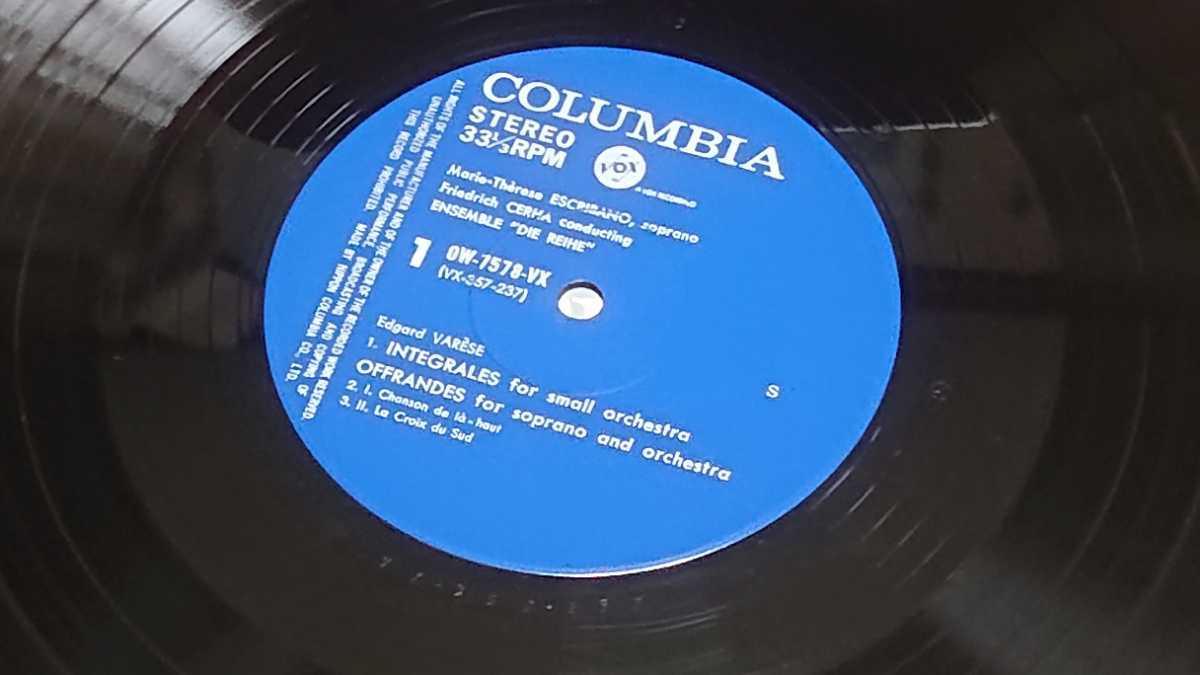 COLUMBIA
STEREO
33⅓RPM
VOX
A VOX RECORDING
Marie-Thérèse ESCRIBANO, soprano
Friedrich CERHA conducting
ENSEMBLE "DIE REIHE"
1 OW-7578-VX
(VX-357-237)
Edgard VARÈSE
1. INTEGRALES for small orchestra
OFFRANDES for soprano and orchestra
2. I. Chanson de là-haut
3. II. La Croix du Sud
S
ALL RIGHTS OF THE MANUFACTURER AND OF THE OWNER OF THE RECORDED WORK RESERVED.
UNAUTHORIZED PUBLIC PERFORMANCE, BROADCASTING AND COPYING OF
THIS RECORD PROHIBITED. MADE BY NIPPON COLUMBIA CO., LTD.